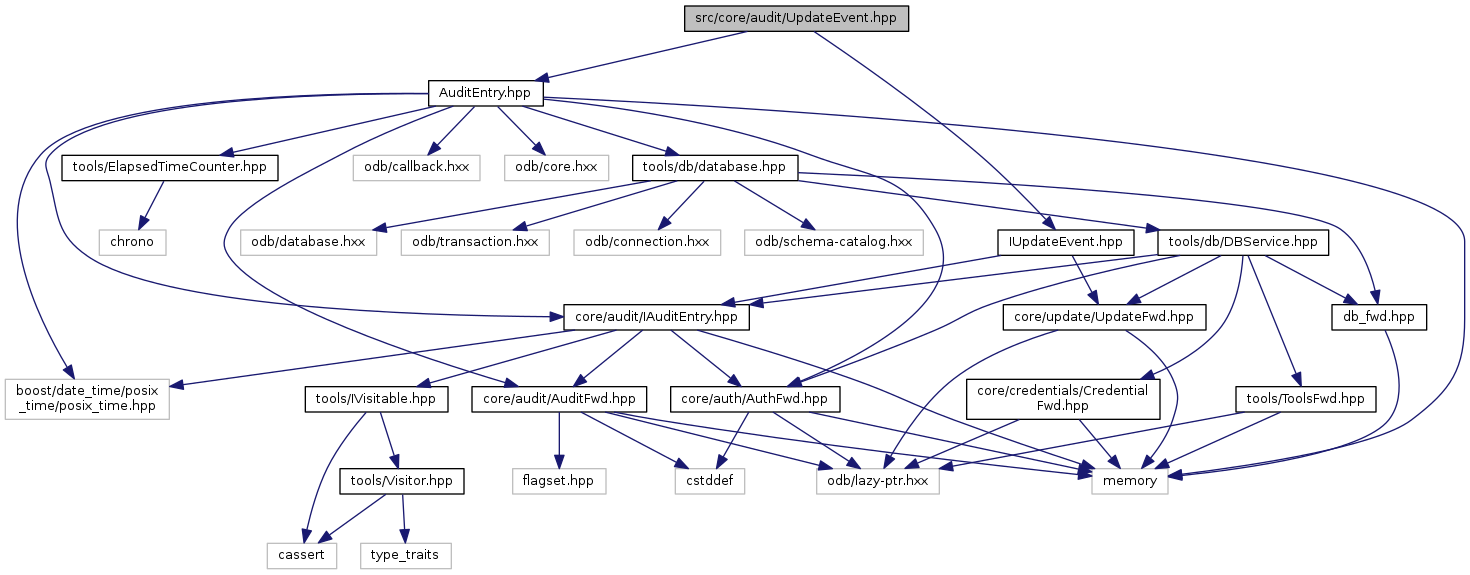 src/core/audit/UpdateEvent.hpp
AuditEntry.hpp
tools/ElapsedTimeCounter.hpp
odb/callback.hxx
odb/core.hxx
tools/db/database.hpp
chrono
odb/database.hxx
odb/transaction.hxx
odb/connection.hxx
odb/schema-catalog.hxx
IUpdateEvent.hpp
tools/db/DBService.hpp
core/audit/IAuditEntry.hpp
core/update/UpdateFwd.hpp
db_fwd.hpp
boost/date_time/posix
_time/posix_time.hpp
tools/IVisitable.hpp
core/audit/AuditFwd.hpp
core/auth/AuthFwd.hpp
core/credentials/Credential
Fwd.hpp
tools/ToolsFwd.hpp
tools/Visitor.hpp
flagset.hpp
cstddef
odb/lazy-ptr.hxx
memory
cassert
type_traits